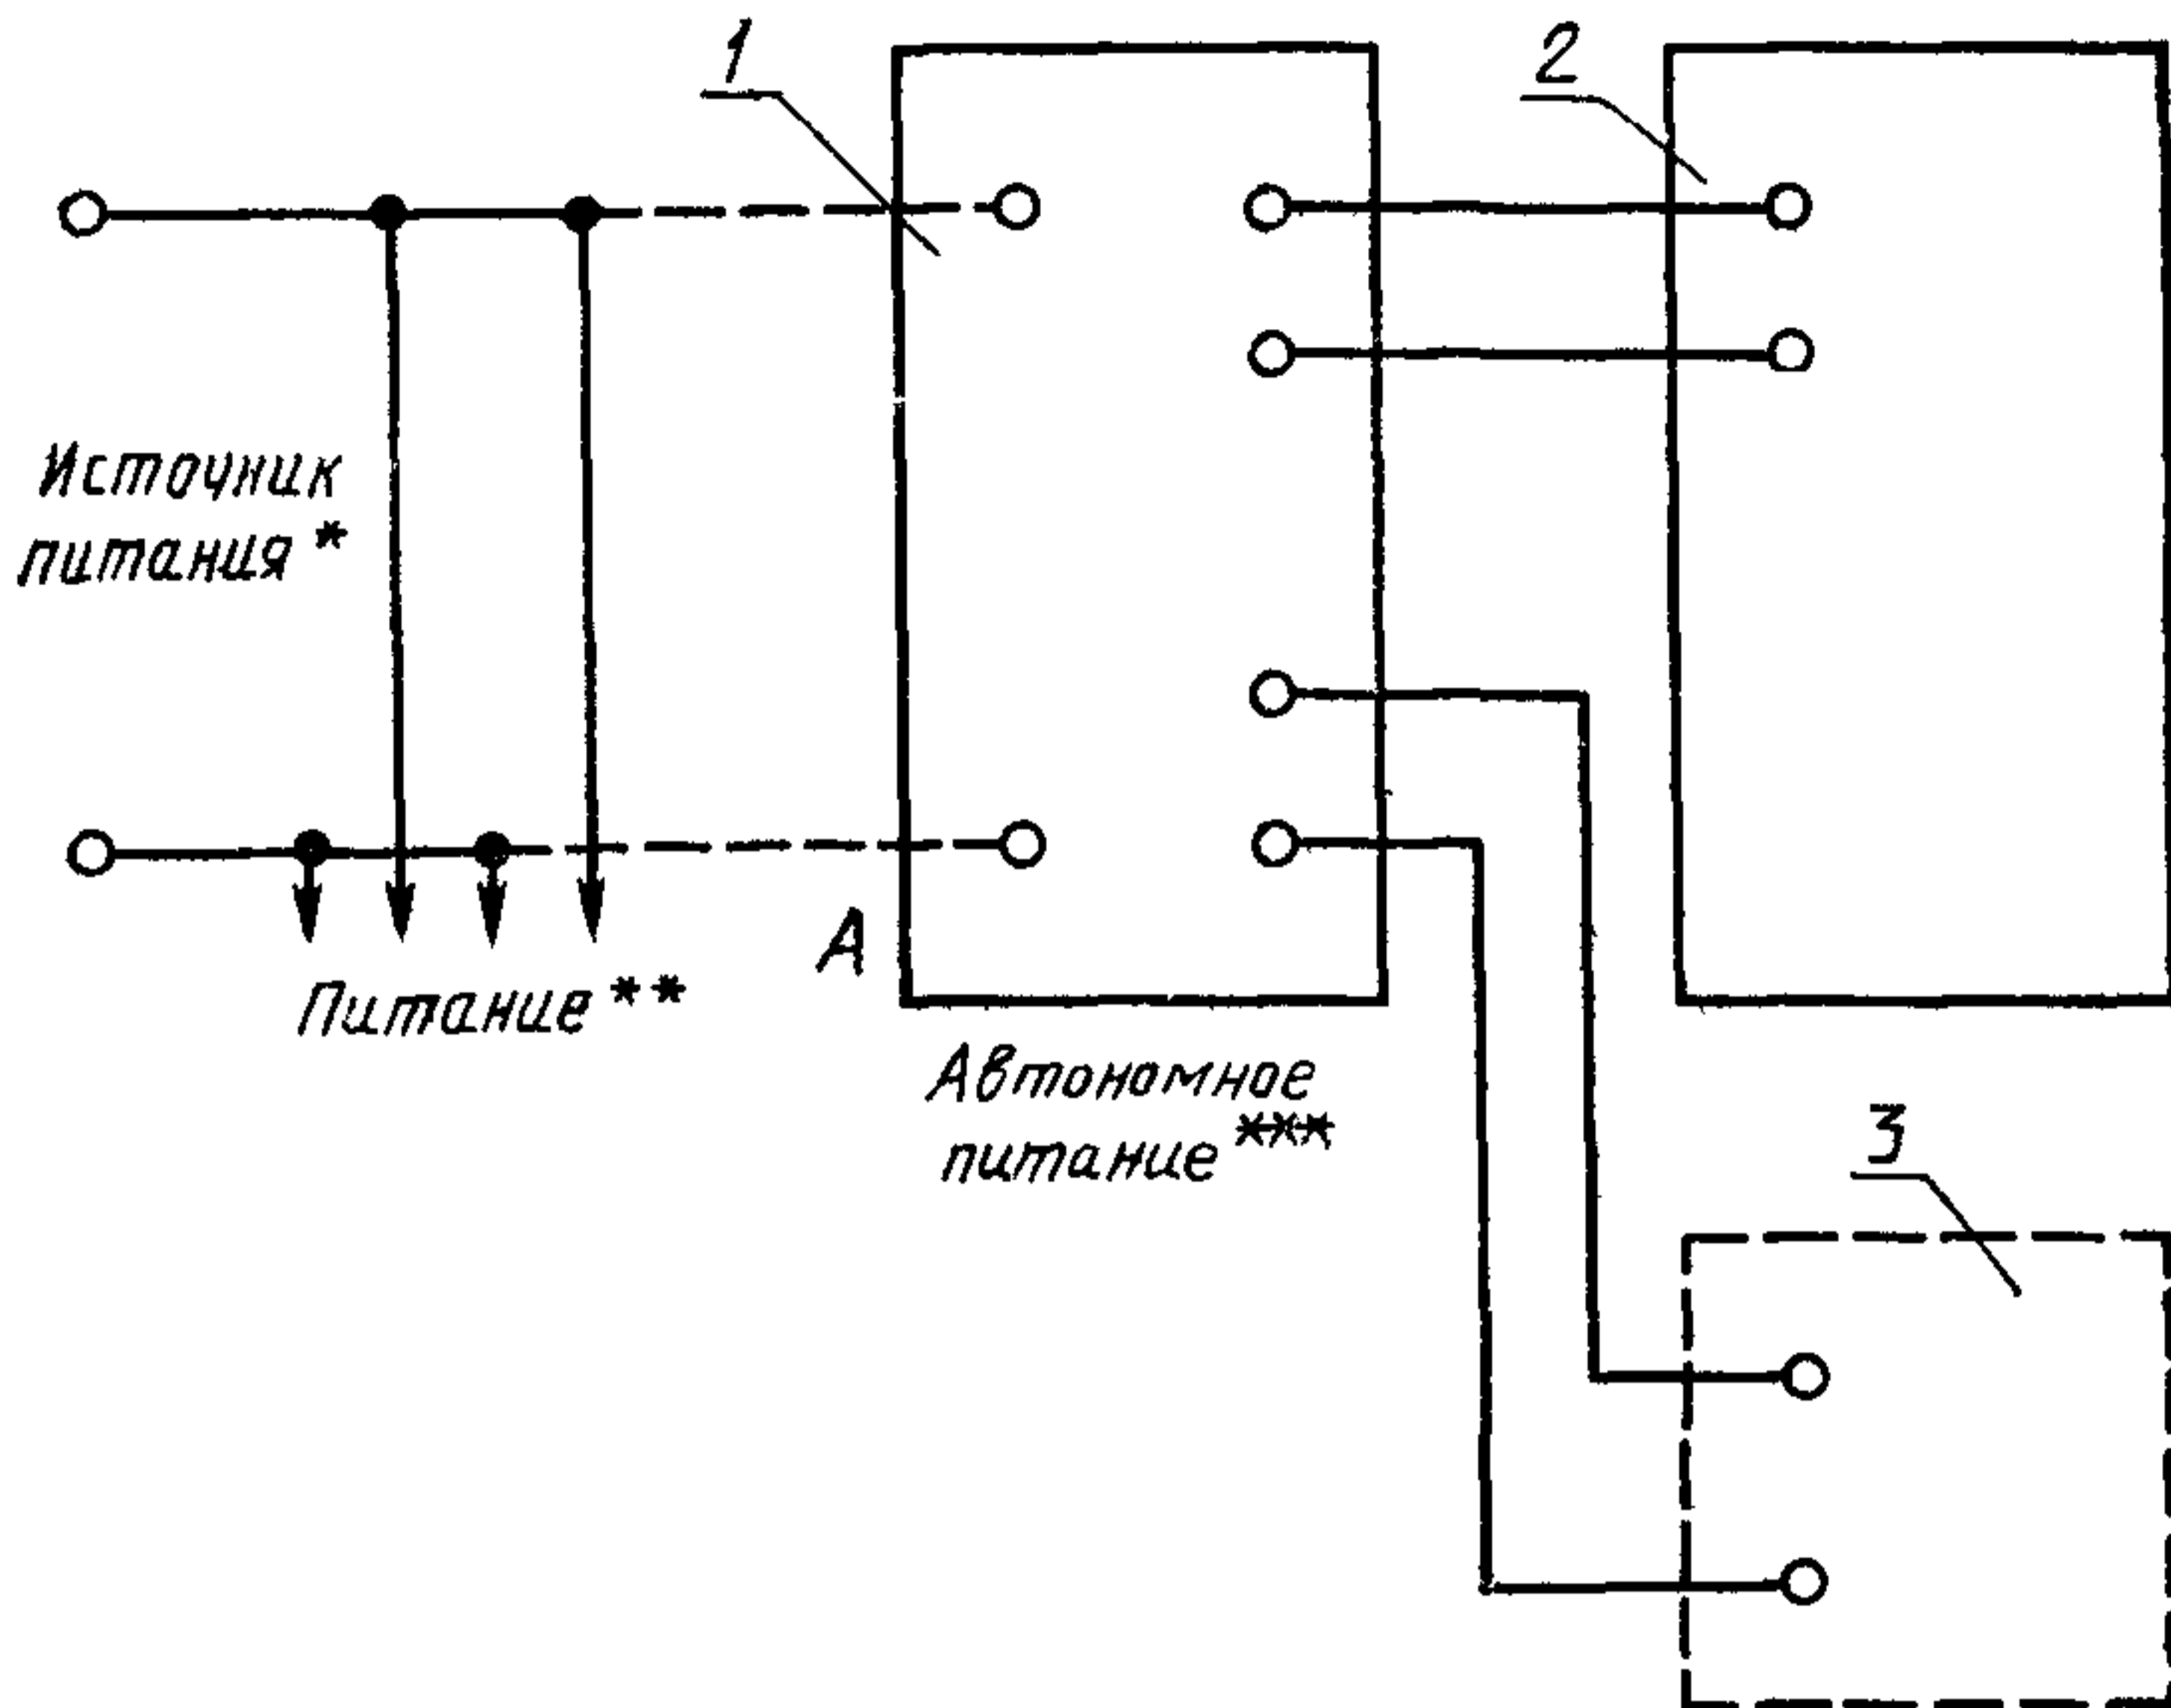 1
2
Источник
питания *
А
Питание **
Автономное
питание ***
3